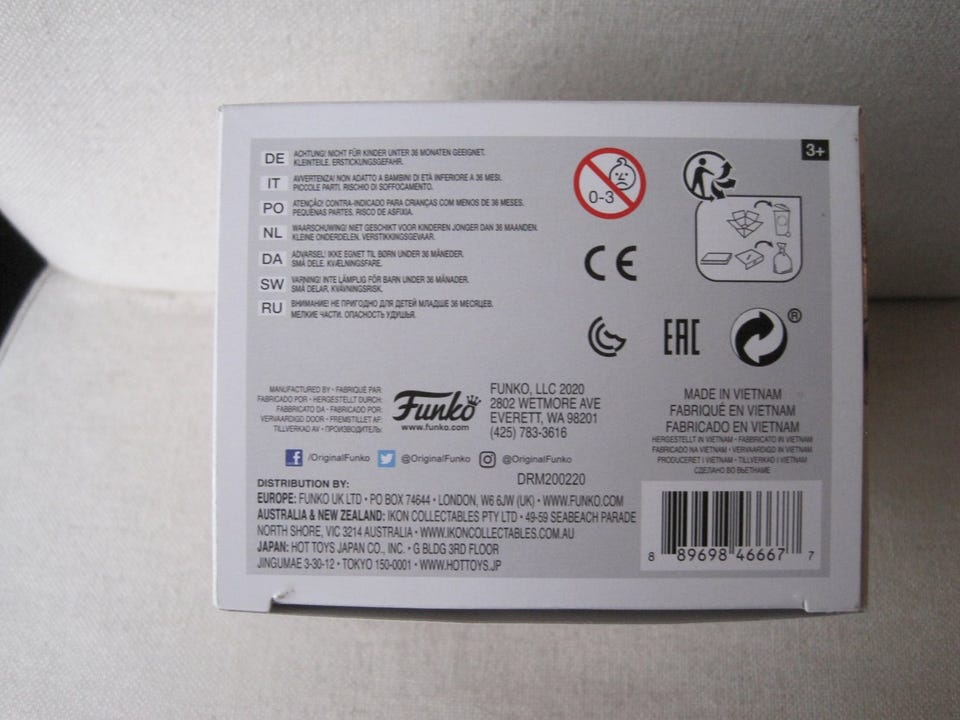 3+
DE ACHTUNG! NICHT FÜR KINDER UNTER 36 MONATEN GEEIGNET.
KLEINTEILE. ERSTICKUNGSGEFAHR.
IT AVVERTENZA! NON ADATTO A BAMBINI DI ETÀ INFERIORE A 36 MESI.
PICCOLE PARTI. RISCHIO DI SOFFOCAMENTO.
PO ATENÇÃO! CONTRA-INDICADO PARA CRIANÇAS COM MENOS DE 36 MESES.
PEQUENAS PARTES. RISCO DE ASFIXIA.
NL WAARSCHUWING! NIET GESCHIKT VOOR KINDEREN JONGER DAN 36 MAANDEN.
KLEINE ONDERDELEN. VERSTIKKINGSGEVAAR.
DA ADVARSEL! IKKE EGNET TIL BØRN UNDER 36 MÅNEDER.
SMÅ DELE. KVÆLNINGSFARE.
SW VARNING! INTE LÄMPLIG FÖR BARN UNDER 36 MÅNADER.
SMÅ DELAR. KVÄVNINGSRISK.
RU ВНИМАНИЕ! НЕ ПРИГОДНО ДЛЯ ДЕТЕЙ МЛАДШЕ 36 МЕСЯЦЕВ.
МЕЛКИЕ ЧАСТИ. ОПАСНОСТЬ УДУШЬЯ.
0-3
CE
EAC
®
MANUFACTURED BY • FABRIQUÉ PAR:
FABRICADO POR • HERGESTELLT DURCH:
FABBRICATO DA • FABRICADO POR:
VERVAARDIGD DOOR • FREMSTILLET AF:
TILLVERKAD AV • ПРОИЗВОДИТЕЛЬ:
Funko
www.funko.com
FUNKO, LLC 2020
2802 WETMORE AVE
EVERETT, WA 98201
(425) 783-3616
MADE IN VIETNAM
FABRIQUÉ EN VIETNAM
FABRICADO EN VIETNAM
HERGESTELLT IN VIETNAM • FABBRICATO IN VIETNAM
FABRICADO NA VIETNAM • VERVAARDIGD IN VIETNAM
PRODUCERET I VIETNAM • TILLVERKAD I VIETNAM
СДЕЛАНО ВО ВЬЕТНАМЕ
/OriginalFunko @OriginalFunko @OriginalFunko
DRM200220
DISTRIBUTION BY:
EUROPE: FUNKO UK LTD • PO BOX 74644 • LONDON, W6 6JW (UK) • WWW.FUNKO.COM
AUSTRALIA & NEW ZEALAND: IKON COLLECTABLES PTY LTD • 49-59 SEABEACH PARADE
NORTH SHORE, VIC 3214 AUSTRALIA • WWW.IKONCOLLECTABLES.COM.AU
JAPAN: HOT TOYS JAPAN CO., INC. • G BLDG 3RD FLOOR
JINGUMAE 3-30-12 • TOKYO 150-0001 • WWW.HOTTOYS.JP
8 89698 46667 7